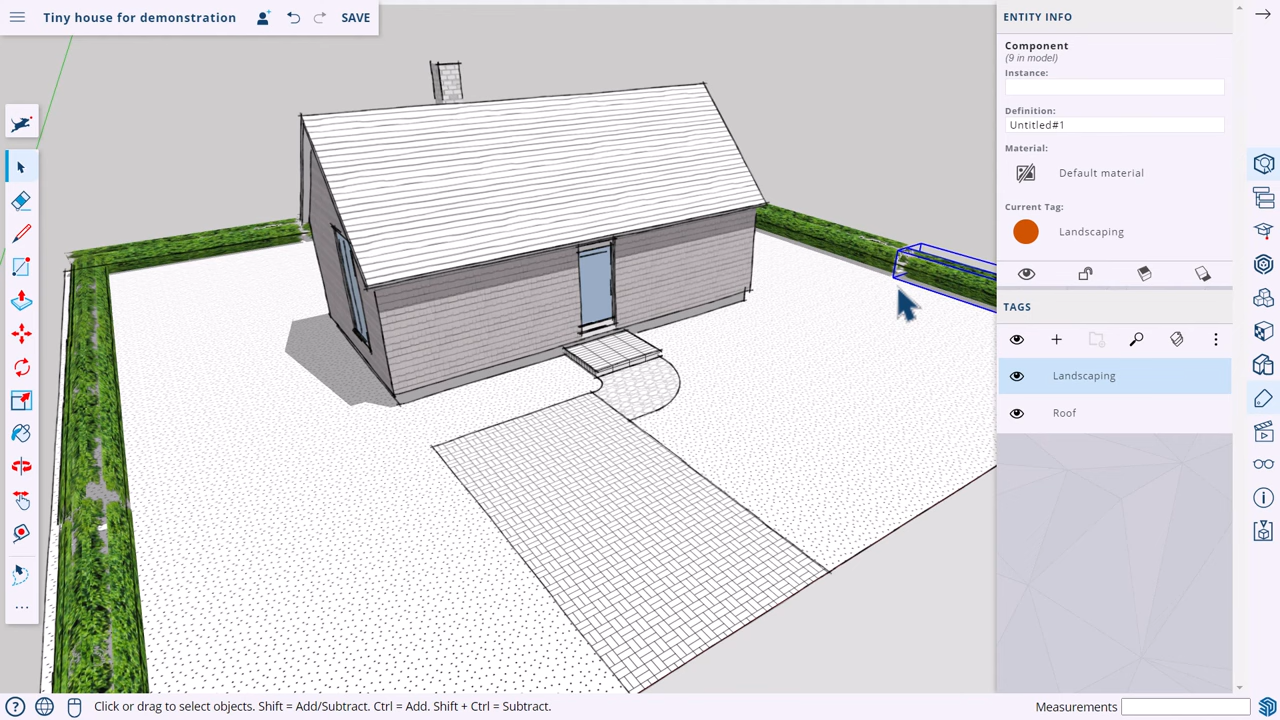 Tiny house for demonstration
SAVE
ENTITY INFO
Component
(9 in model)
Instance:
Definition:
Untitled#1
Material:
Default material
Current Tag:
Landscaping
TAGS
Landscaping
Roof
Click or drag to select objects. Shift = Add/Subtract. Ctrl = Add. Shift + Ctrl = Subtract.
Measurements